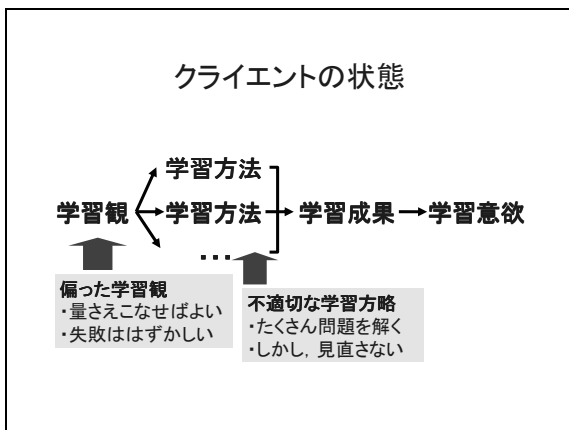 クライエントの状態
学習方法
学習観 学習方法 学習成果 学習意欲
…
偏った学習観
・量さえこなせばよい
・失敗ははずかしい
不適切な学習方略
・たくさん問題を解く
・しかし，見直さない